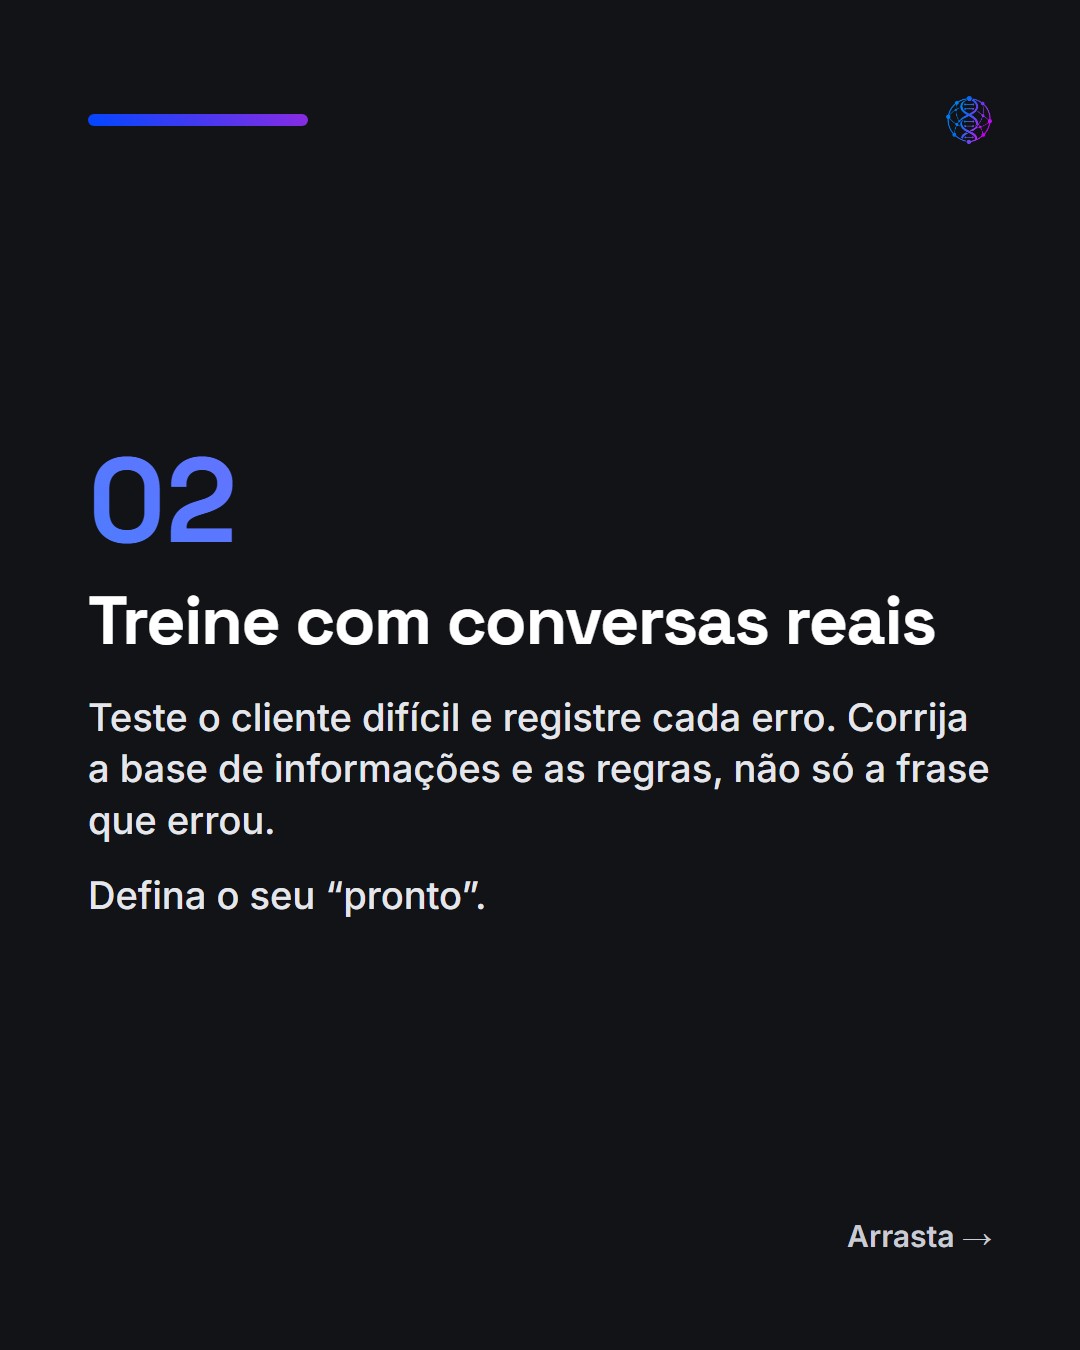 02
Treine com conversas reais
Teste o cliente difícil e registre cada erro. Corrija
a base de informações e as regras, não só a frase
que errou.
Defina o seu “pronto”.
Arrasta →